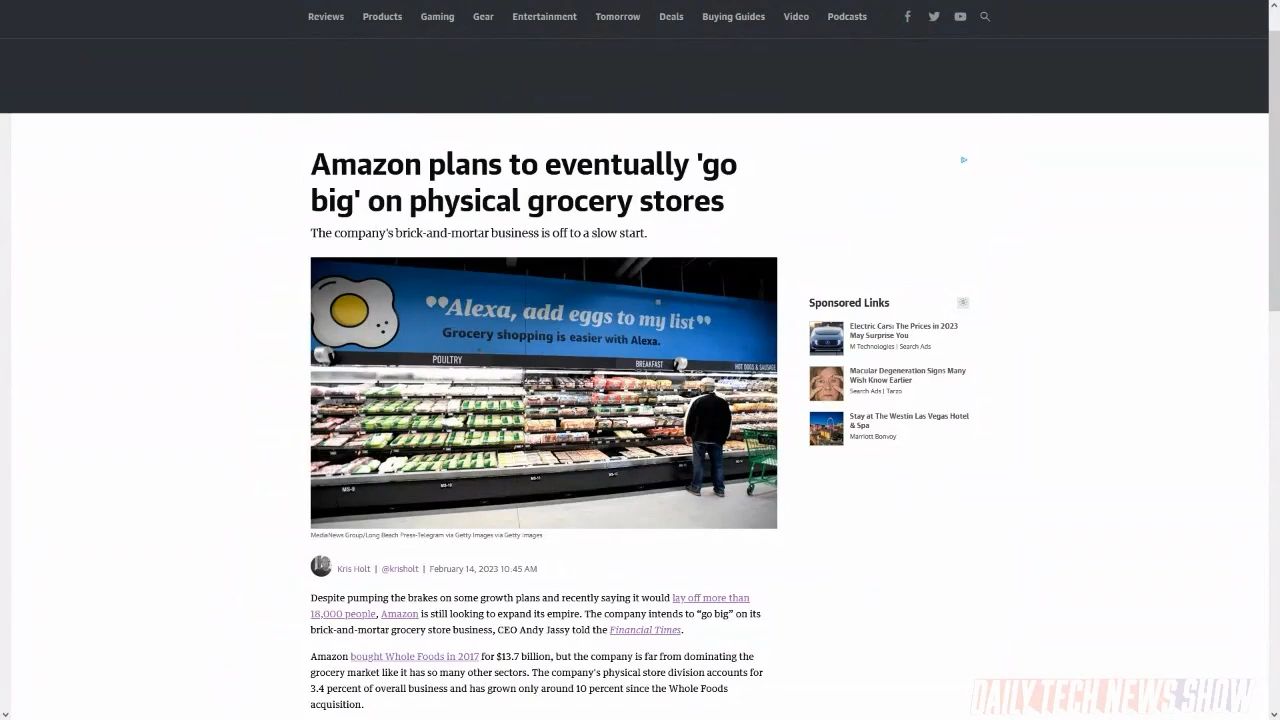 Reviews Products Gaming Gear Entertainment Tomorrow Deals Buying Guides Video Podcasts
Amazon plans to eventually 'go
big' on physical grocery stores
The company's brick-and-mortar business is off to a slow start.
"Alexa, add eggs to my list"
Grocery shopping is easier with Alexa.
POULTRY
BREAKFAST
HOT DOGS & SAUSAGE
MediaNews Group/Long Beach Press-Telegram via Getty Images via Getty Images
Kris Holt | @krisholt | February 14, 2023 10:45 AM
Despite pumping the brakes on some growth plans and recently saying it would lay off more than
18,000 people, Amazon is still looking to expand its empire. The company intends to “go big” on its
brick-and-mortar grocery store business, CEO Andy Jassy told the Financial Times.
Amazon bought Whole Foods in 2017 for $13.7 billion, but the company is far from dominating the
grocery market like it has so many other sectors. The company's physical store division accounts for
3.4 percent of overall business and has grown only around 10 percent since the Whole Foods
acquisition.
Sponsored Links
Electric Cars: The Prices in 2023
May Surprise You
M Technologies | Search Ads
Macular Degeneration Signs Many
Wish Know Earlier
Search Ads | Tarzo
Stay at The Westin Las Vegas Hotel
& Spa
Marriott Bonvoy
DAILY TECH NEWS SHOW